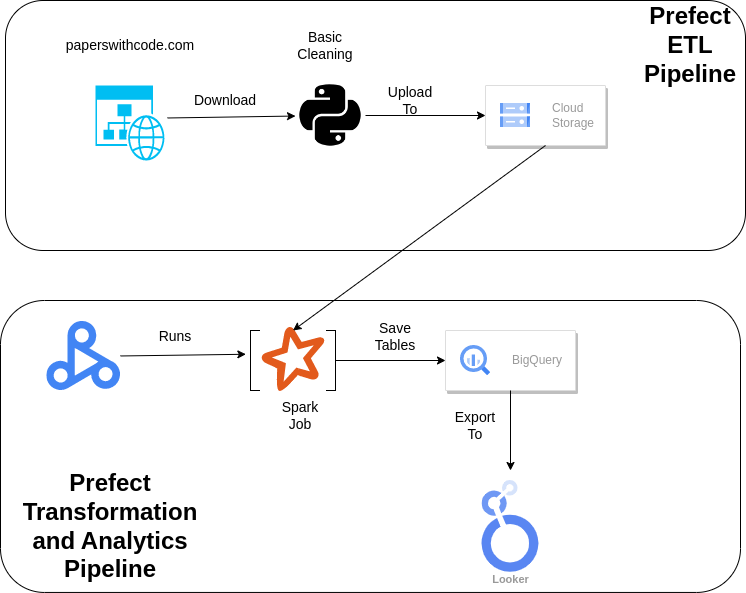 Prefect
ETL
Pipeline
paperswithcode.com
Basic
Cleaning
Download
Upload
To
Cloud
Storage
Runs
Spark
Job
Save
Tables
BigQuery
Export
To
Looker
Prefect
Transformation
and Analytics
Pipeline